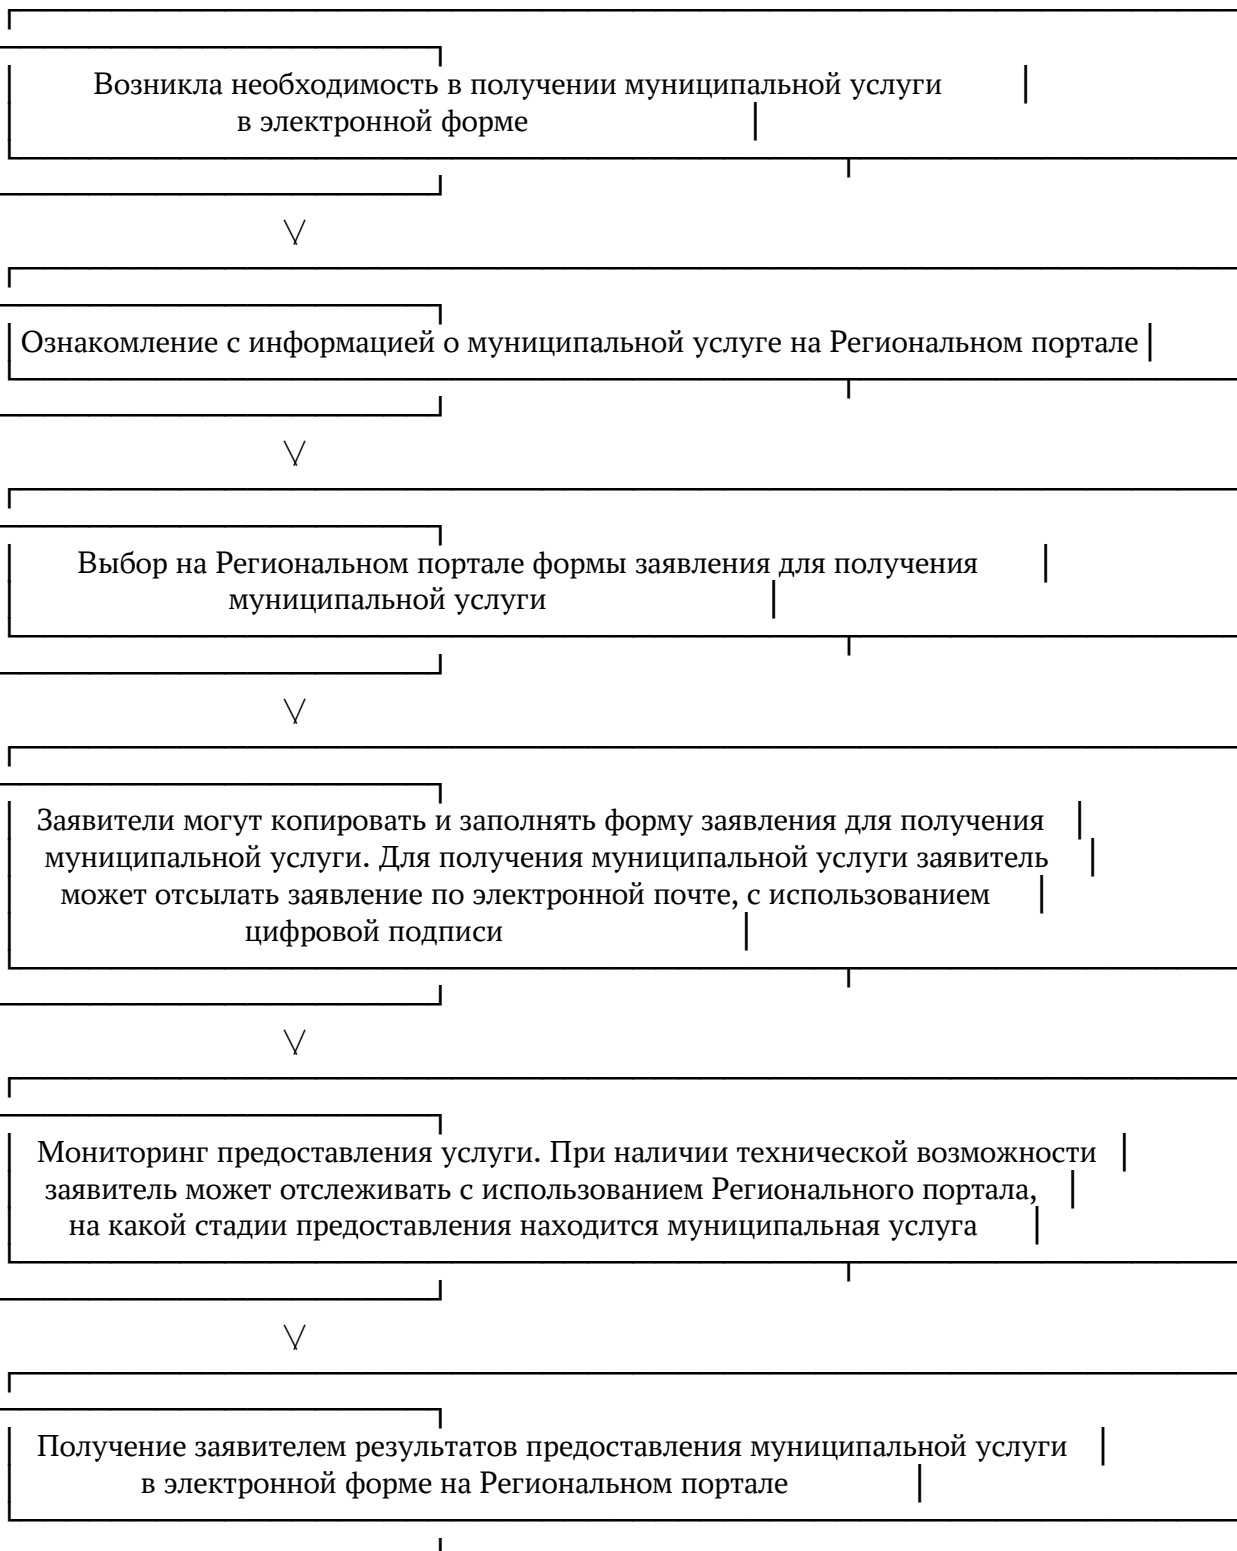 Возникла необходимость в получении муниципальной услуги
в электронной форме
Ознакомление с информацией о муниципальной услуге на Региональном портале
Выбор на Региональном портале формы заявления для получения
муниципальной услуги
Заявители могут копировать и заполнять форму заявления для получения
муниципальной услуги. Для получения муниципальной услуги заявитель
может отсылать заявление по электронной почте, с использованием
цифровой подписи
Мониторинг предоставления услуги. При наличии технической возможности
заявитель может отслеживать с использованием Регионального портала,
на какой стадии предоставления находится муниципальная услуга
Получение заявителем результатов предоставления муниципальной услуги
в электронной форме на Региональном портале